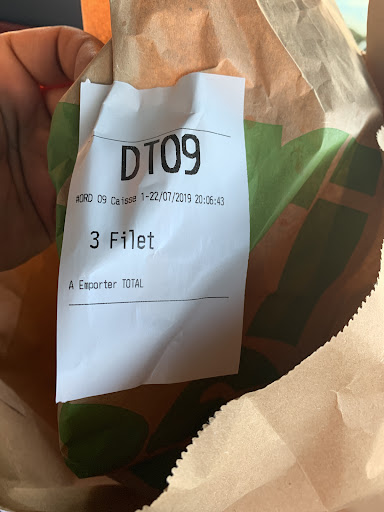 DT09
#ORD 09 Caisse 1-22/07/2019 20:06:43
3 Filet
A Emporter TOTAL